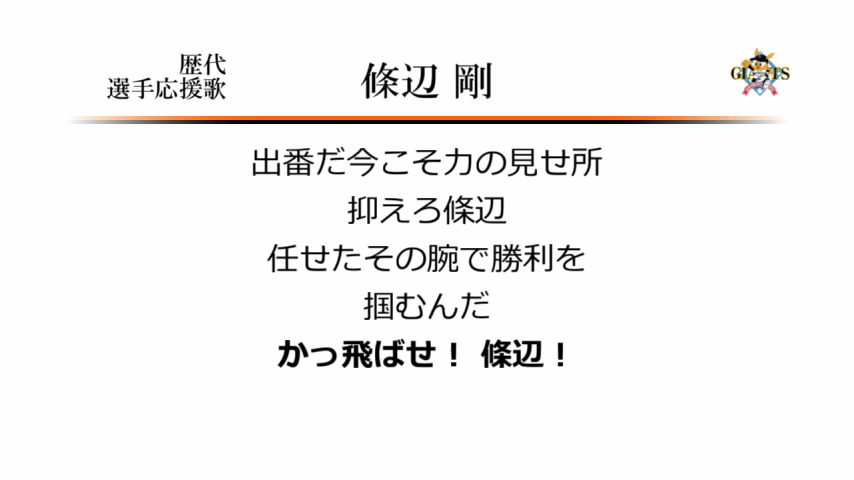 歴代
選手応援歌
條辺 剛
GIANTS
出番だ今こそ力の見せ所
抑えろ條辺
任せたその腕で勝利を
掴むんだ
かっ飛ばせ！ 條辺！